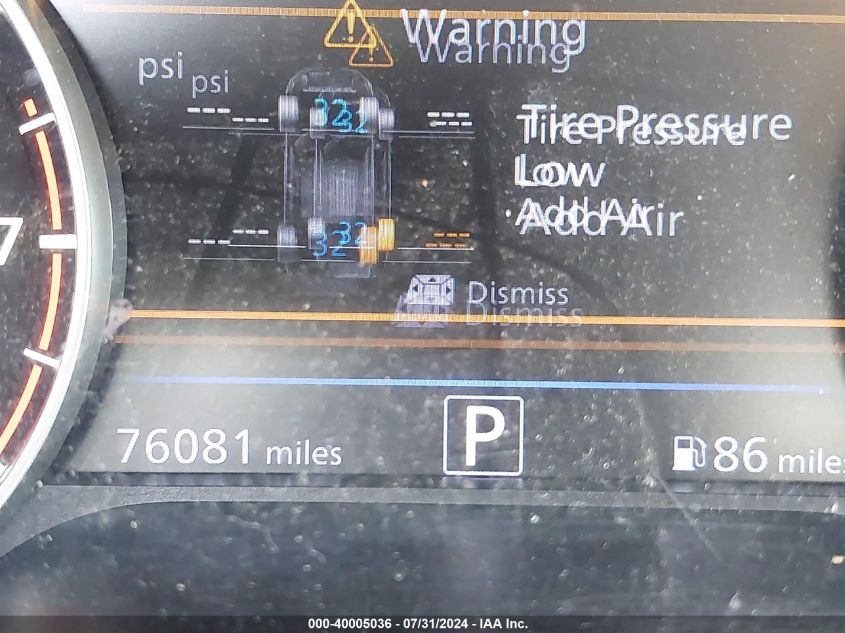 Warning
psi
--- 32 ---
Tire Pressure
Low
Add Air
--- 32 ---
Dismiss
7
76081 miles
P
86 miles
000-40005036 - 07/31/2024 - IAA Inc.